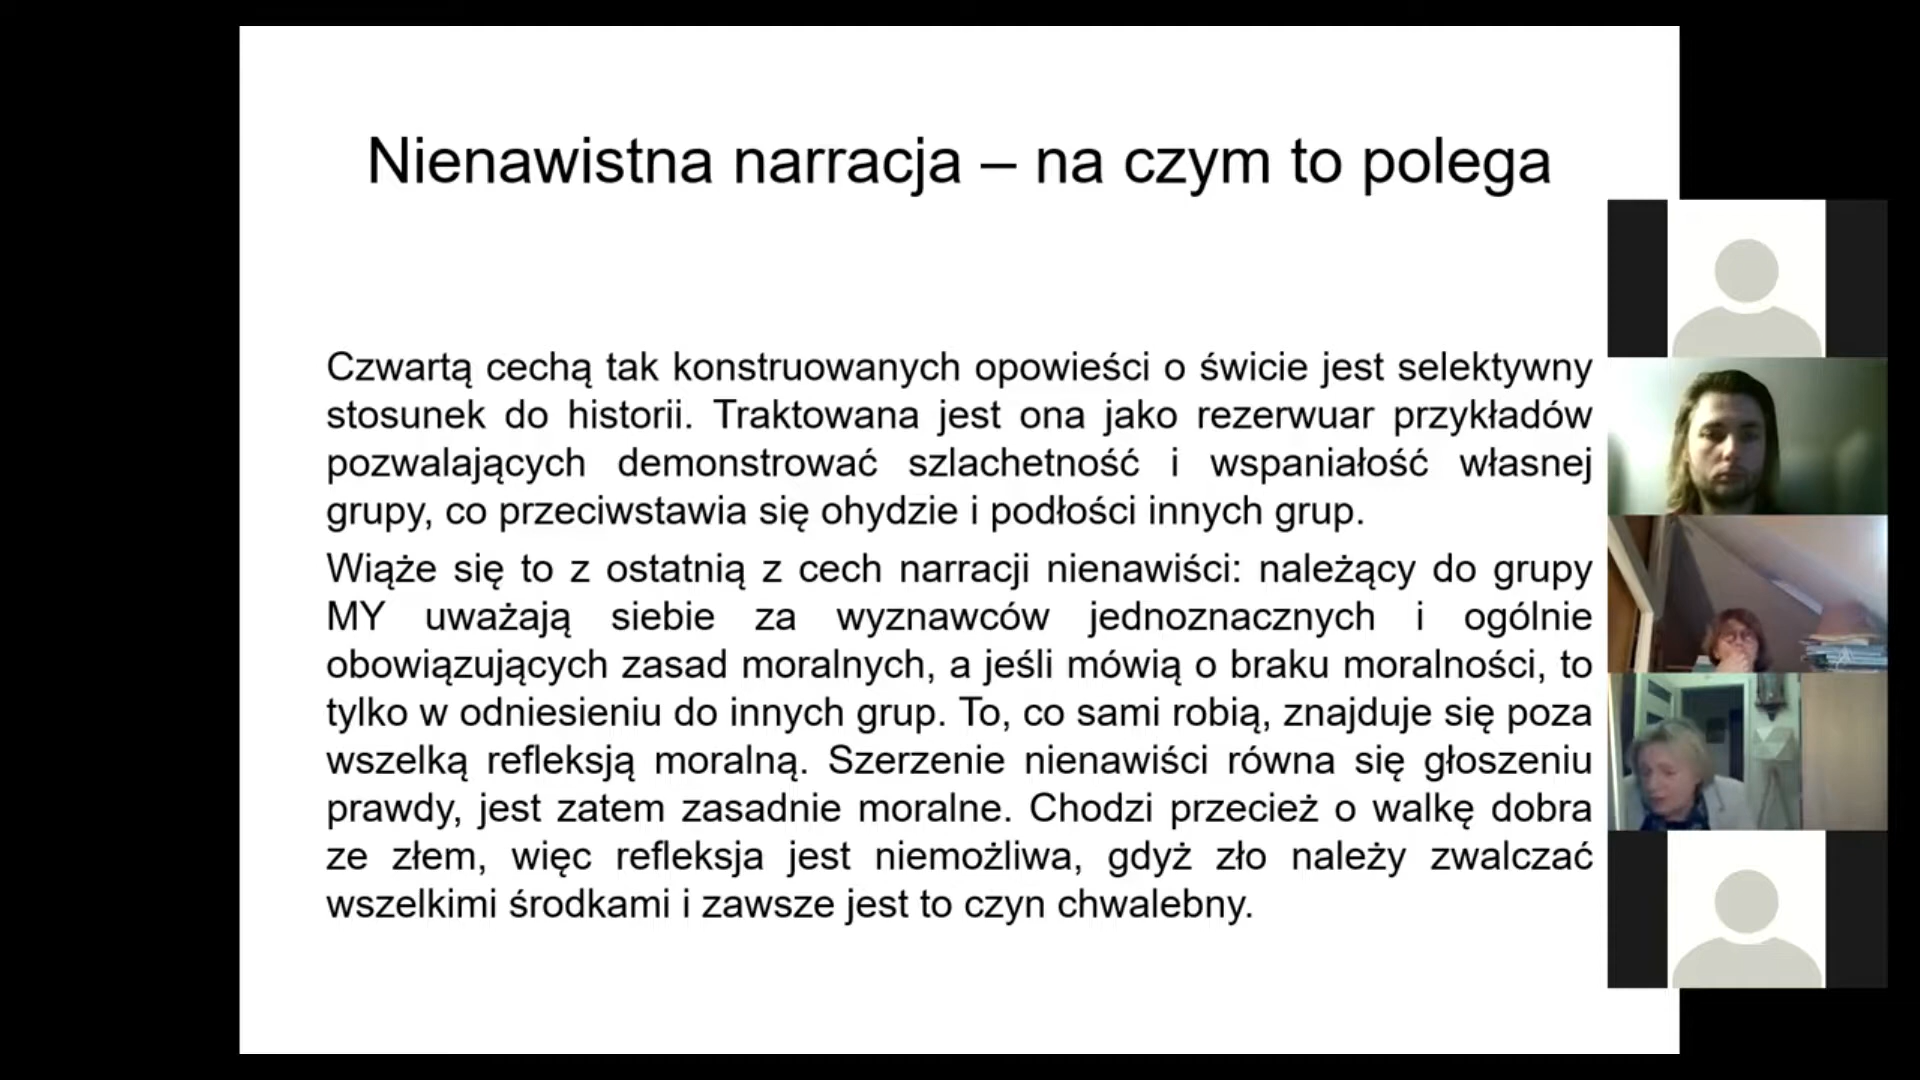 Nienawistna narracja – na czym to polega
Czwartą cechą tak konstruowanych opowieści o świcie jest selektywny
stosunek do historii. Traktowana jest ona jako rezerwuar przykładów
pozwalających demonstrować szlachetność i wspaniałość własnej
grupy, co przeciwstawia się ohydzie i podłości innych grup.
Wiąże się to z ostatnią z cech narracji nienawiści: należący do grupy
MY uważają siebie za wyznawców jednoznacznych i ogólnie
obowiązujących zasad moralnych, a jeśli mówią o braku moralności, to
tylko w odniesieniu do innych grup. To, co sami robią, znajduje się poza
wszelką refleksją moralną. Szerzenie nienawiści równa się głoszeniu
prawdy, jest zatem zasadnie moralne. Chodzi przecież o walkę dobra
ze złem, więc refleksja jest niemożliwa, gdyż zło należy zwalczać
wszelkimi środkami i zawsze jest to czyn chwalebny.